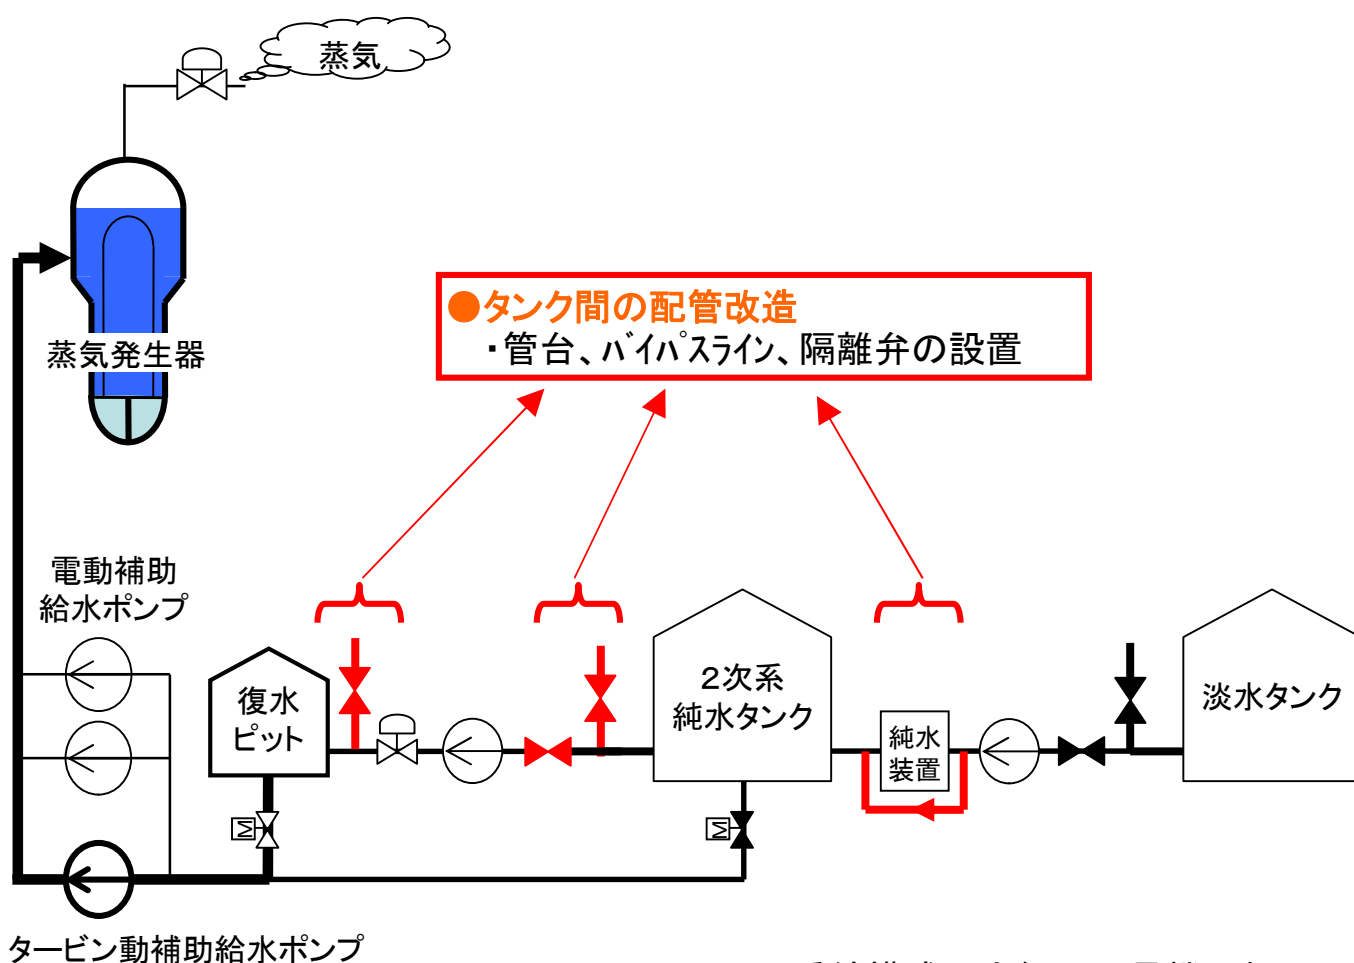 蒸気
●タンク間の配管改造
・管台、バイパスライン、隔離弁の設置
蒸気発生器
電動補助
給水ポンプ
復水
ピット
2次系
純水タンク
純水
装置
淡水タンク
M
M
タービン動補助給水ポンプ